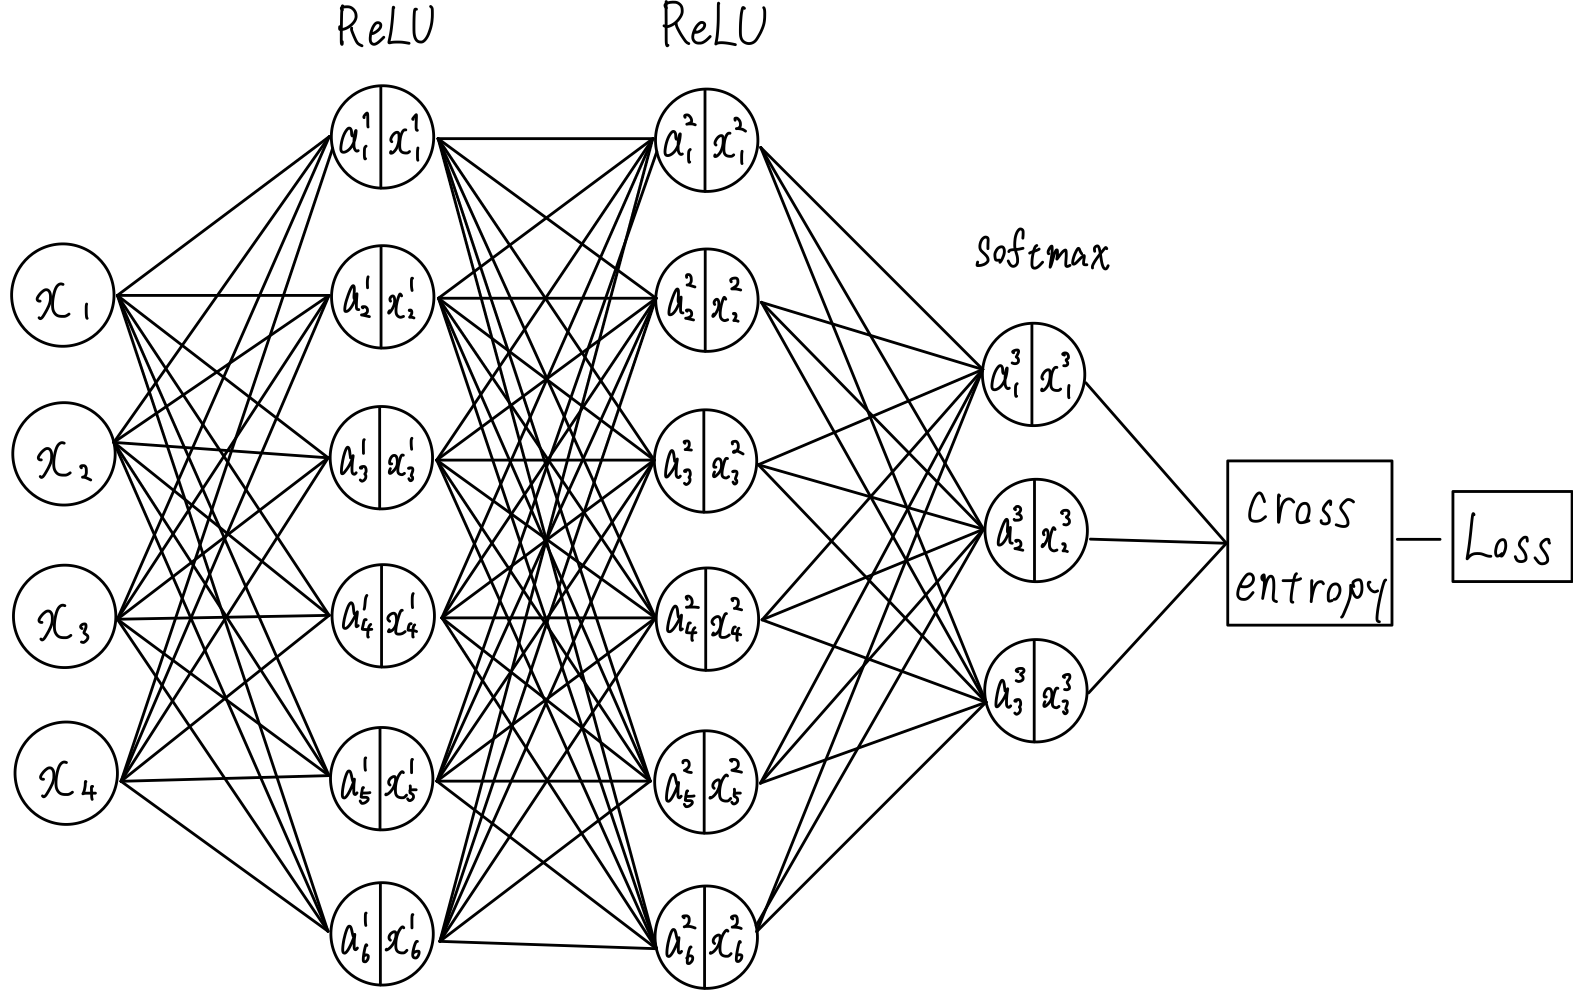 ReLU
ReLU
softmax
x₁
x₂
x₃
x₄
a₁¹ x₁¹
a₂¹ x₂¹
a₃¹ x₃¹
a₄¹ x₄¹
a₅¹ x₅¹
a₆¹ x₆¹
a₁² x₁²
a₂² x₂²
a₃² x₃²
a₄² x₄²
a₅² x₅²
a₆² x₆²
a₁³ x₁³
a₂³ x₂³
a₃³ x₃³
cross
entropy
Loss